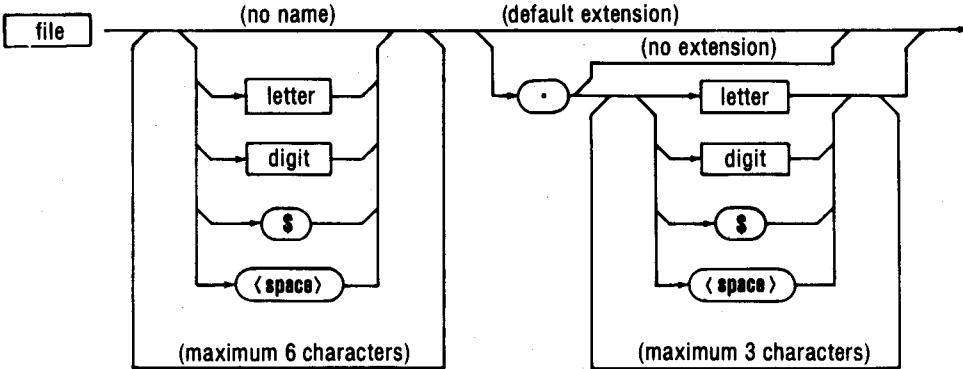 file
(no name)
letter
digit
$
〈space〉
(maximum 6 characters)
(default extension)
(no extension)
.
letter
digit
$
〈space〉
(maximum 3 characters)